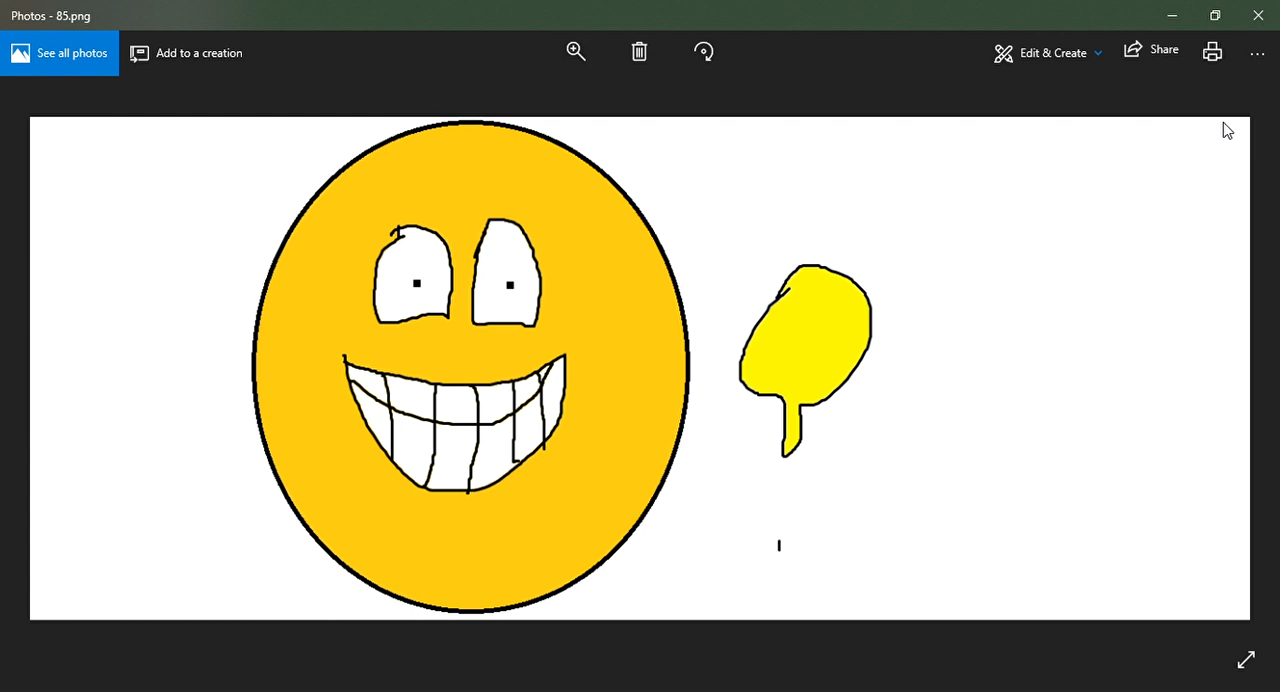 Photos - 85.png
See all photos
Add to a creation
Edit & Create
Share